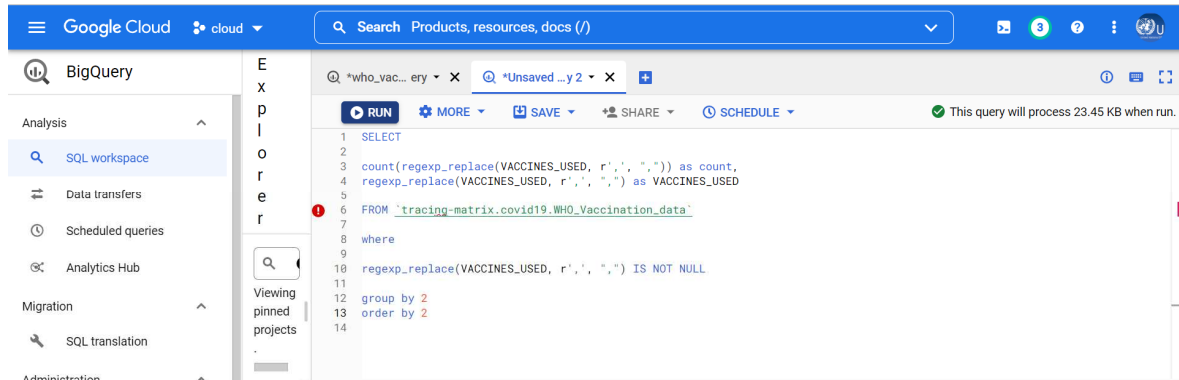 Google Cloud
cloud
Search Products, resources, docs (/)
3
?
U
BigQuery
Analysis
SQL workspace
Data transfers
Scheduled queries
Analytics Hub
Migration
SQL translation
Administration
E
x
p
l
o
r
e
r
Viewing
pinned
projects
.
*who_vac... ery
*Unsaved ...y 2
RUN
MORE
SAVE
SHARE
SCHEDULE
This query will process 23.45 KB when run.
1 SELECT
2
3 count(regexp_replace(VACCINES_USED, r',', ",")) as count,
4 regexp_replace(VACCINES_USED, r',', ",") as VACCINES_USED
5
6 FROM `tracing-matrix.covid19.WHO_Vaccination_data`
7
8 where
9
10 regexp_replace(VACCINES_USED, r',', ",") IS NOT NULL
11
12 group by 2
13 order by 2
14